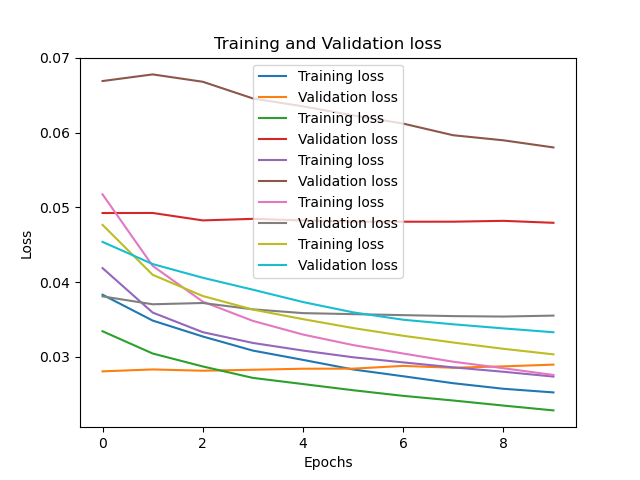 Training and Validation loss
0.07
0.06
0.05
0.04
0.03
Loss
Training loss
Validation loss
Training loss
Validation loss
Training loss
Validation loss
Training loss
Validation loss
Training loss
Validation loss
0 2 4 6 8
Epochs